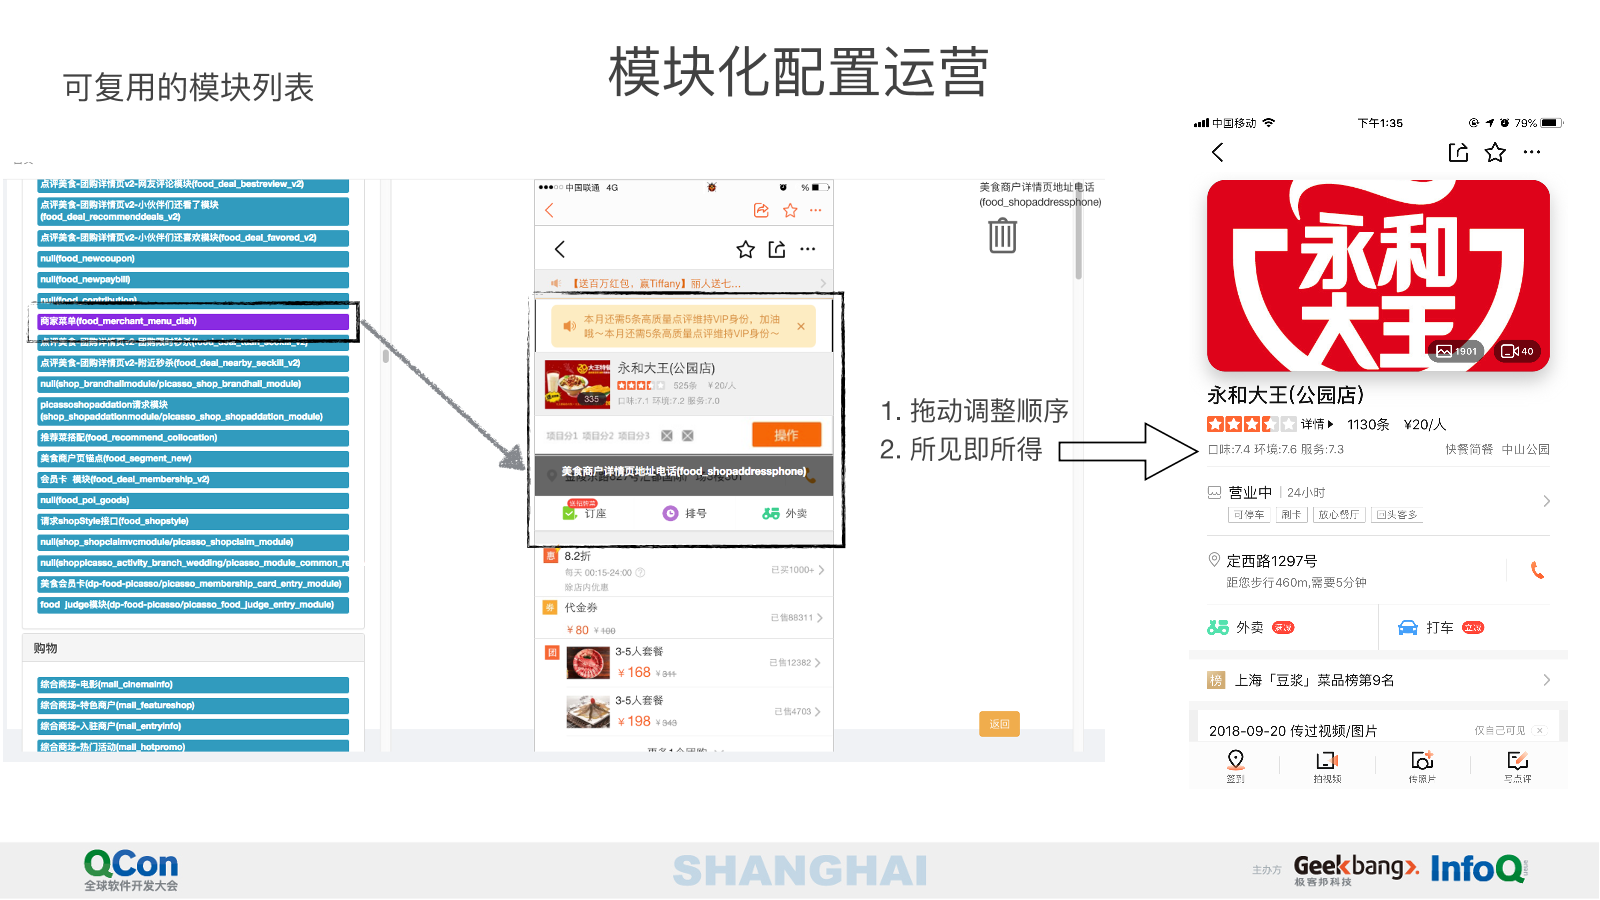 模块化配置运营
可复用的模块列表
点评美食-团购详情页v2-网友评论模块(food_deal_bestreview_v2)
点评美食-团购详情页v2-小伙伴们还看了模块
(food_deal_recommenddeals_v2)
点评美食-团购详情页v2-小伙伴们还喜欢模块(food_deal_favored_v2)
null(food_newcoupon)
null(food_newpaybill)
null(food_contribution)
商家菜单(food_merchant_menu_dish)
点评美食-团购详情页v2-附近秒杀(food_deal_nearby_seckill_v2)
null(shop_brandhallmodule/picasso_shop_brandhall_module)
picassoshopaddation请求模块
(shop_shopaddationmodule/picasso_shop_shopaddation_module)
推荐菜搭配(food_recommend_collocation)
美食商户页锚点(food_segment_new)
会员卡 模块(food_deal_membership_v2)
null(food_poi_goods)
请求shopStyle接口(food_shopstyle)
null(shop_shopclaimvcmodule/picasso_shopclaim_module)
null(shoppicasso_activity_branch_wedding/picasso_module_common_re
美食会员卡(dp-food-picasso/picasso_membership_card_entry_module)
food judge模块(dp-food-picasso/picasso_food_judge_entry_module)
购物
综合商场-电影(mall_cinemainfo)
综合商场-特色商户(mall_featureshop)
综合商场-入驻商户(mall_entryinfo)
综合商场-热门活动(mall_hotpromo)
中国联通 4G %
【送百万红包，赢Tiffany】丽人送七...
本月还需5条高质量点评维持VIP身份，加油
哦～本月还需5条高质量点评维持VIP身份～
永和大王(公园店)
525条 ¥20/人
口味:7.1 环境:7.2 服务:7.0
335
项目分1 项目分2 项目分3
操作
美食商户详情页地址电话(food_shopaddressphone)
订座 排号 外卖
惠 8.2折
每天 00:15-24:00
除店内优惠
已买1000+
券 代金券
¥80 ¥100
已售88311
团 3-5人套餐
¥168 ¥311
已售12382
3-5人套餐
¥198 ¥343
已售4703
美食商户详情页地址电话
(food_shopaddressphone)
返回
1. 拖动调整顺序
2. 所见即所得
中国移动 下午1:35 79%
永和
大王
1901 40
永和大王(公园店)
详情 1130条 ¥20/人
口味:7.4 环境:7.6 服务:7.3 快餐简餐 中山公园
营业中 24小时
可停车 刷卡 放心餐厅 回头客多
定西路1297号
距您步行460m,需要5分钟
外卖 满减 打车 立减
榜 上海「豆浆」菜品榜第9名
2018-09-20 传过视频/图片 仅自己可见
签到 拍视频 传照片 写点评
QCon
全球软件开发大会
SHANGHAI
主办方
Geekbang>.
极客邦科技
InfoQ